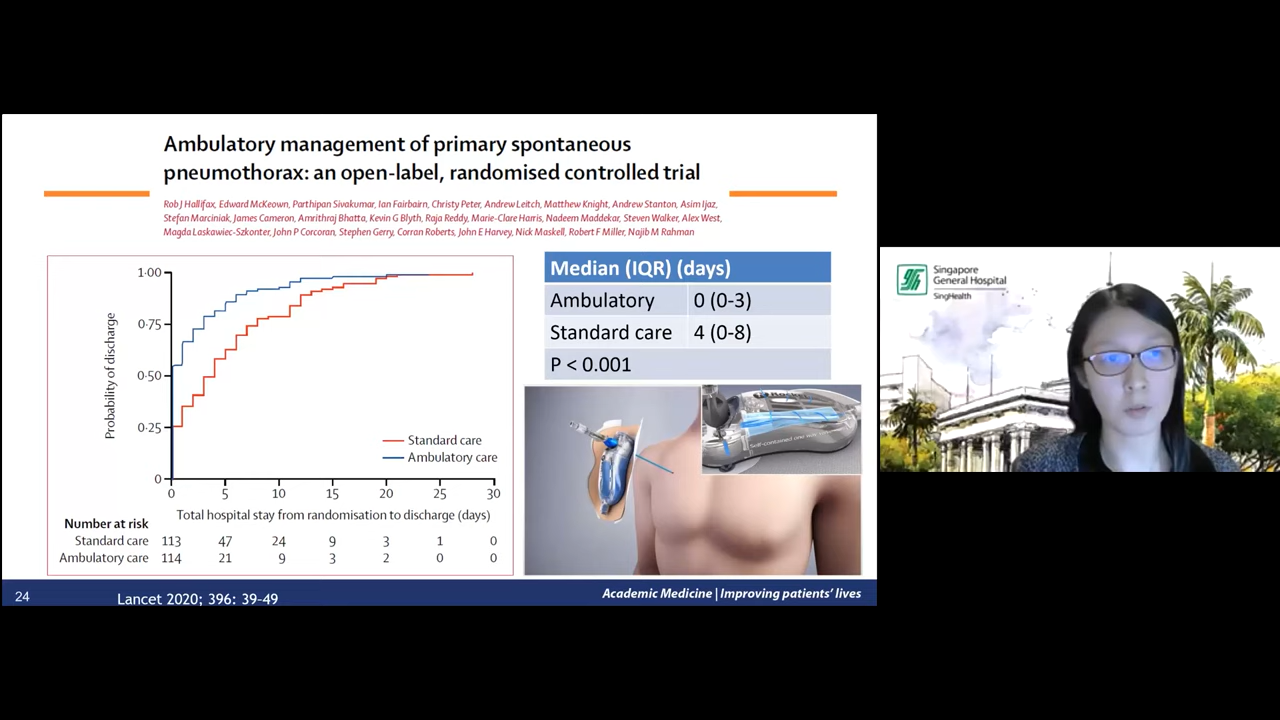 Ambulatory management of primary spontaneous
pneumothorax: an open-label, randomised controlled trial
Rob J Hallifax, Edward McKeown, Parthipan Sivakumar, Ian Fairbairn, Christy Peter, Andrew Leitch, Matthew Knight, Andrew Stanton, Asim Ijaz,
Stefan Marciniak, James Cameron, Amrithraj Bhatta, Kevin G Blyth, Raja Reddy, Marie-Clare Harris, Nadeem Maddekar, Steven Walker, Alex West,
Magda Laskawiec-Szkonter, John P Corcoran, Stephen Gerry, Corran Roberts, John E Harvey, Nick Maskell, Robert F Miller, Najib M Rahman
Probability of discharge
1·00
0·75
0·50
0·25
0
Standard care
Ambulatory care
0 5 10 15 20 25 30
Total hospital stay from randomisation to discharge (days)
Number at risk
Standard care 113 47 24 9 3 1 0
Ambulatory care 114 21 9 3 2 0 0
Median (IQR) (days)
Ambulatory 0 (0-3)
Standard care 4 (0-8)
P < 0.001
Self-contained one
24
Lancet 2020; 396: 39-49
Academic Medicine | Improving patients' lives
Singapore
General Hospital
SingHealth